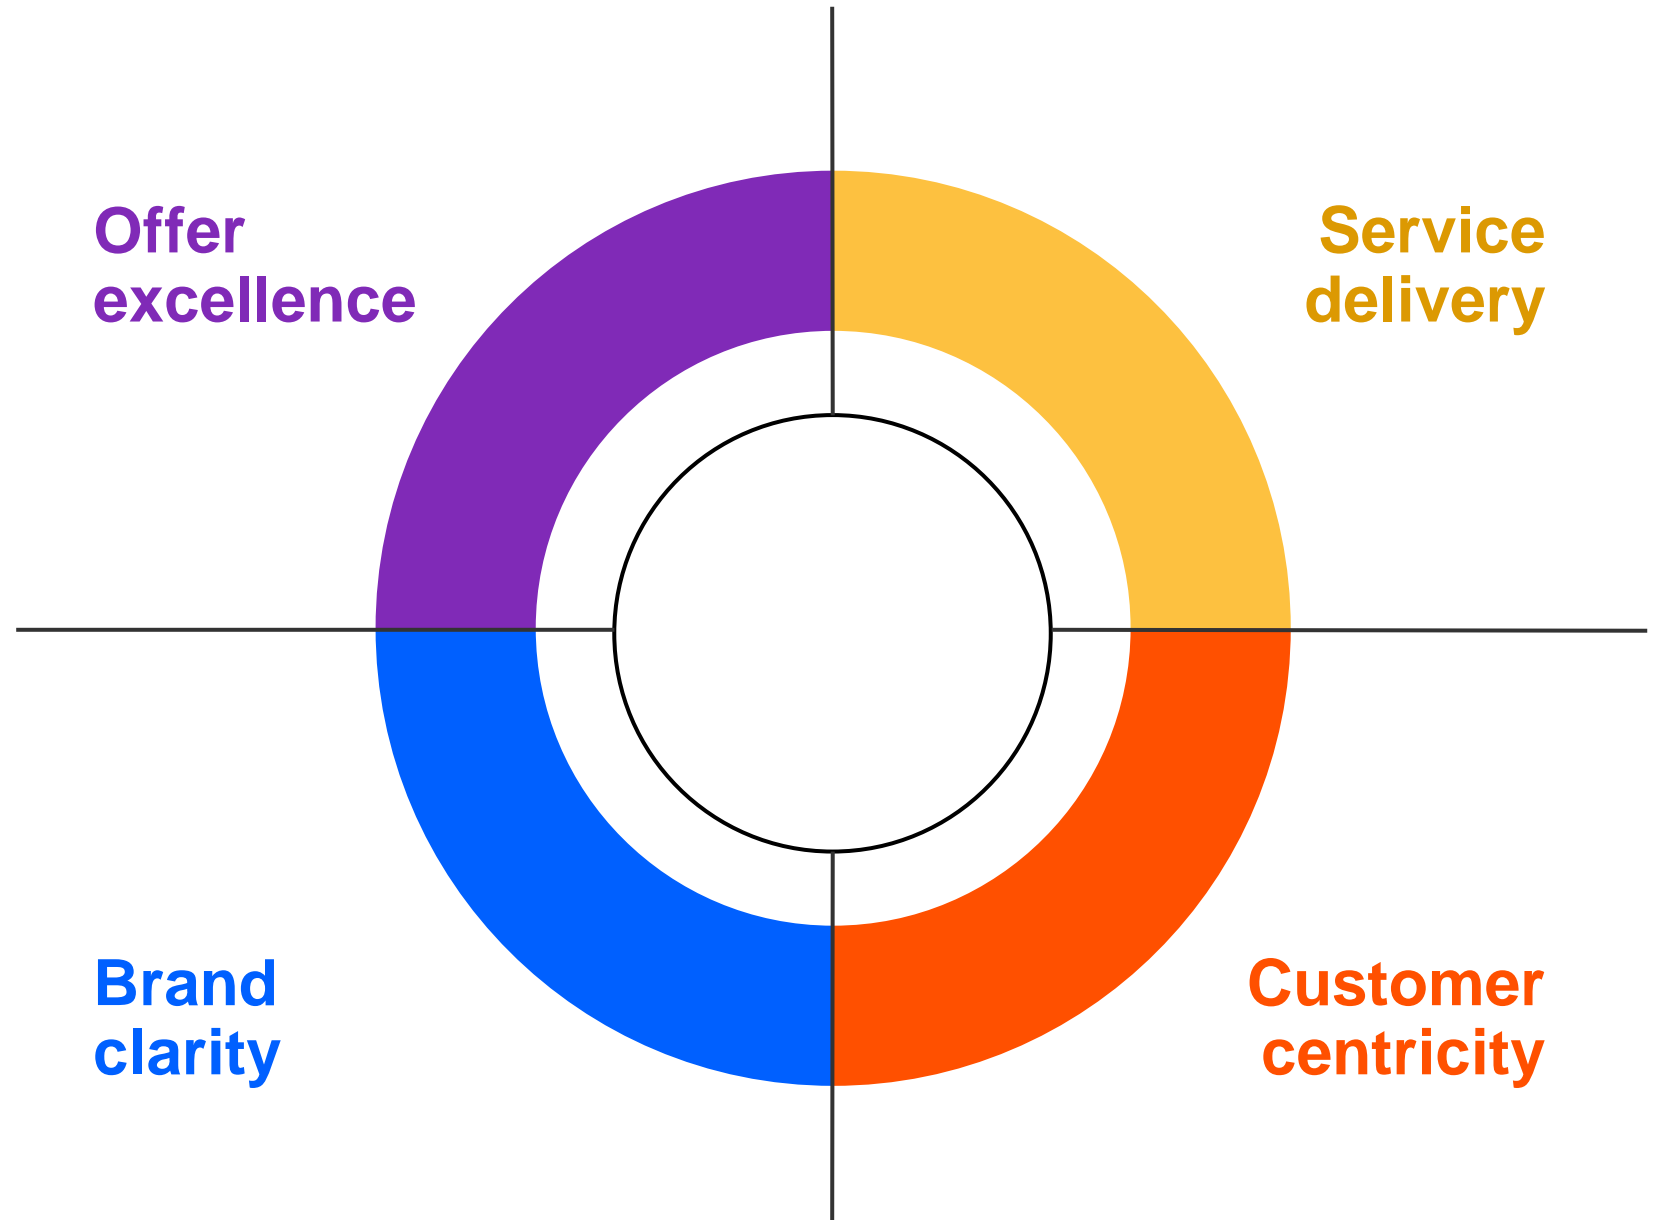 Offer
excellence
Service
delivery
Brand
clarity
Customer
centricity